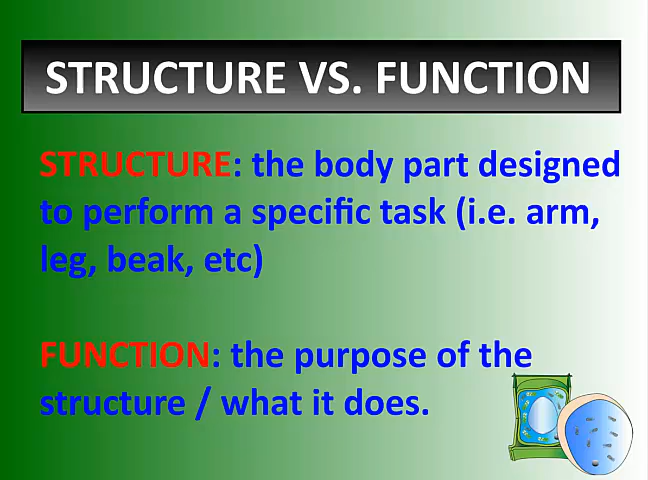 STRUCTURE VS. FUNCTION
STRUCTURE: the body part designed
to perform a specific task (i.e. arm,
leg, beak, etc)
FUNCTION: the purpose of the
structure / what it does.